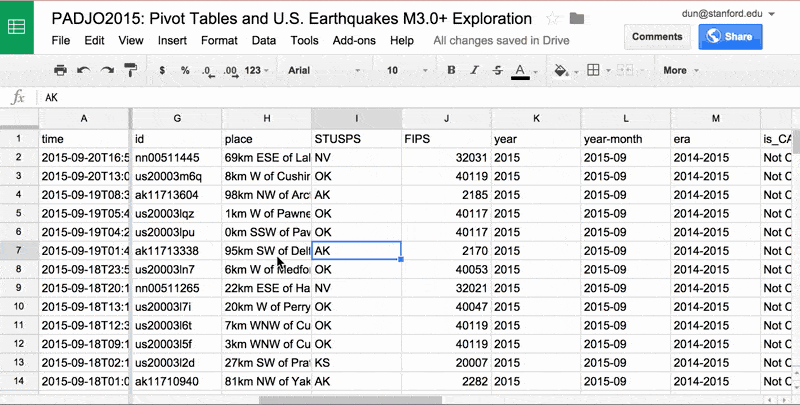 PADJO2015: Pivot Tables and U.S. Earthquakes M3.0+ Exploration
dun@stanford.edu
File Edit View Insert Format Data Tools Add-ons Help All changes saved in Drive
Comments Share
$ % .0 .00 123 Arial 10 B I S A More
fx AK
A G H I J K L M
1 time id place STUSPS FIPS year year-month era is_CA
2 2015-09-20T16:5 nn00511445 69km ESE of Lal NV 32031 2015 2015-09 2014-2015 Not C
3 2015-09-20T13:0 us20003m6q 8km W of Cushir OK 40119 2015 2015-09 2014-2015 Not C
4 2015-09-19T08:3 ak11713604 98km NW of Arc AK 2185 2015 2015-09 2014-2015 Not C
5 2015-09-19T05:4 us20003lqz 1km W of Pawne OK 40117 2015 2015-09 2014-2015 Not C
6 2015-09-19T04:2 us20003lpu 0km SSW of Paw OK 40117 2015 2015-09 2014-2015 Not C
7 2015-09-19T01:4 ak11713338 95km SW of Delt AK 2170 2015 2015-09 2014-2015 Not C
8 2015-09-18T23:5 us20003ln7 6km W of Medfor OK 40053 2015 2015-09 2014-2015 Not C
9 2015-09-18T20:1 nn00511265 22km ESE of Ha NV 32021 2015 2015-09 2014-2015 Not C
10 2015-09-18T13:1 us20003l7i 20km W of Perry OK 40047 2015 2015-09 2014-2015 Not C
11 2015-09-18T12:3 us20003l6t 7km WNW of Cu OK 40119 2015 2015-09 2014-2015 Not C
12 2015-09-18T09:1 us20003l5f 3km WNW of Cu OK 40119 2015 2015-09 2014-2015 Not C
13 2015-09-18T02:1 us20003l2d 27km SW of Prat KS 20007 2015 2015-09 2014-2015 Not C
14 2015-09-18T01:0 ak11710940 81km NW of Yak AK 2282 2015 2015-09 2014-2015 Not C